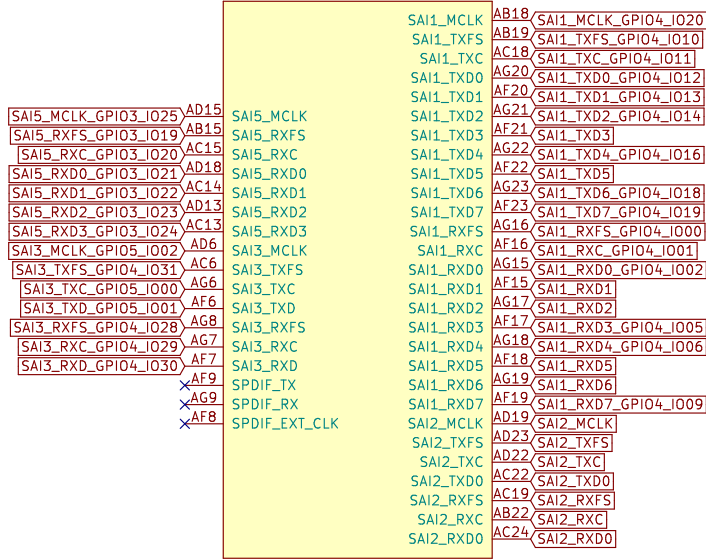 SAI1_MCLK AB18 SAI1_MCLK_GPIO4_IO20
SAI1_TXFS AB19 SAI1_TXFS_GPIO4_IO10
SAI1_TXC AC18 SAI1_TXC_GPIO4_IO11
SAI1_TXD0 AG20 SAI1_TXD0_GPIO4_IO12
SAI1_TXD1 AF20 SAI1_TXD1_GPIO4_IO13
SAI5_MCLK_GPIO3_IO25 AD15 SAI5_MCLK SAI1_TXD2 AG21 SAI1_TXD2_GPIO4_IO14
SAI5_RXFS_GPIO3_IO19 AB15 SAI5_RXFS SAI1_TXD3 AF21 SAI1_TXD3
SAI5_RXC_GPIO3_IO20 AC15 SAI5_RXC SAI1_TXD4 AG22 SAI1_TXD4_GPIO4_IO16
SAI5_RXD0_GPIO3_IO21 AD18 SAI5_RXD0 SAI1_TXD5 AF22 SAI1_TXD5
SAI5_RXD1_GPIO3_IO22 AC14 SAI5_RXD1 SAI1_TXD6 AG23 SAI1_TXD6_GPIO4_IO18
SAI5_RXD2_GPIO3_IO23 AD13 SAI5_RXD2 SAI1_TXD7 AF23 SAI1_TXD7_GPIO4_IO19
SAI5_RXD3_GPIO3_IO24 AC13 SAI5_RXD3 SAI1_RXFS AG16 SAI1_RXFS_GPIO4_IO00
SAI3_MCLK_GPIO5_IO02 AD6 SAI3_MCLK SAI1_RXC AF16 SAI1_RXC_GPIO4_IO01
SAI3_TXFS_GPIO4_IO31 AC6 SAI3_TXFS SAI1_RXD0 AG15 SAI1_RXD0_GPIO4_IO02
SAI3_TXC_GPIO5_IO00 AG6 SAI3_TXC SAI1_RXD1 AF15 SAI1_RXD1
SAI3_TXD_GPIO5_IO01 AF6 SAI3_TXD SAI1_RXD2 AG17 SAI1_RXD2
SAI3_RXFS_GPIO4_IO28 AG8 SAI3_RXFS SAI1_RXD3 AF17 SAI1_RXD3_GPIO4_IO05
SAI3_RXC_GPIO4_IO29 AG7 SAI3_RXC SAI1_RXD4 AG18 SAI1_RXD4_GPIO4_IO06
SAI3_RXD_GPIO4_IO30 AF7 SAI3_RXD SAI1_RXD5 AF18 SAI1_RXD5
AF9 SPDIF_TX SAI1_RXD6 AG19 SAI1_RXD6
AG9 SPDIF_RX SAI1_RXD7 AF19 SAI1_RXD7_GPIO4_IO09
AF8 SPDIF_EXT_CLK SAI2_MCLK AD19 SAI2_MCLK
SAI2_TXFS AD23 SAI2_TXFS
SAI2_TXC AD22 SAI2_TXC
SAI2_TXD0 AC22 SAI2_TXD0
SAI2_RXFS AC19 SAI2_RXFS
SAI2_RXC AB22 SAI2_RXC
SAI2_RXD0 AC24 SAI2_RXD0